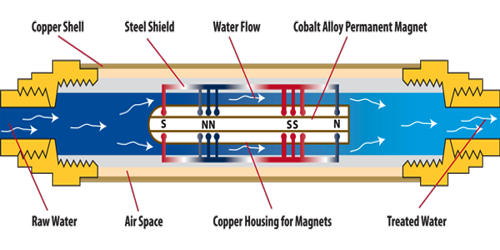 Copper Shell Steel Shield Water Flow Cobalt Alloy Permanent Magnet
S NN SS N
Raw Water Air Space Copper Housing for Magnets Treated Water